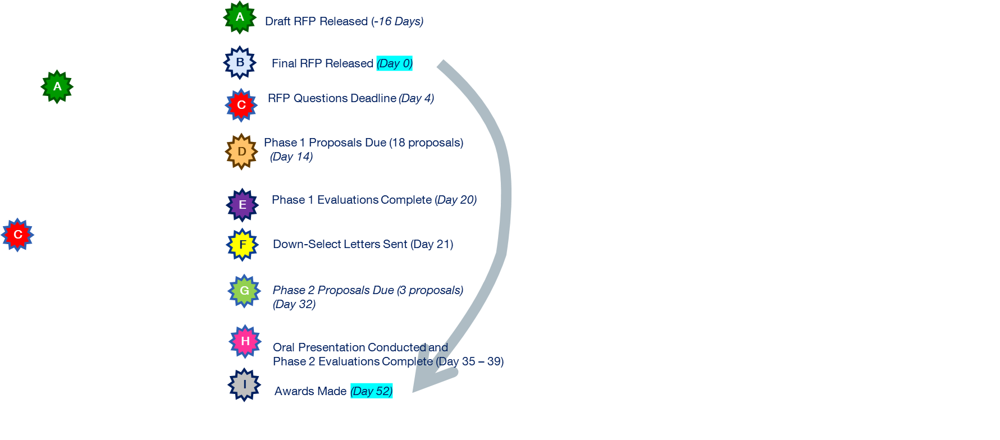 A
Draft RFP Released (-16 Days)
B
Final RFP Released (Day 0)
A
C
RFP Questions Deadline (Day 4)
D
Phase 1 Proposals Due (18 proposals)
(Day 14)
E
Phase 1 Evaluations Complete (Day 20)
C
F
Down-Select Letters Sent (Day 21)
G
Phase 2 Proposals Due (3 proposals)
(Day 32)
H
Oral Presentation Conducted and
Phase 2 Evaluations Complete (Day 35 – 39)
I
Awards Made (Day 52)